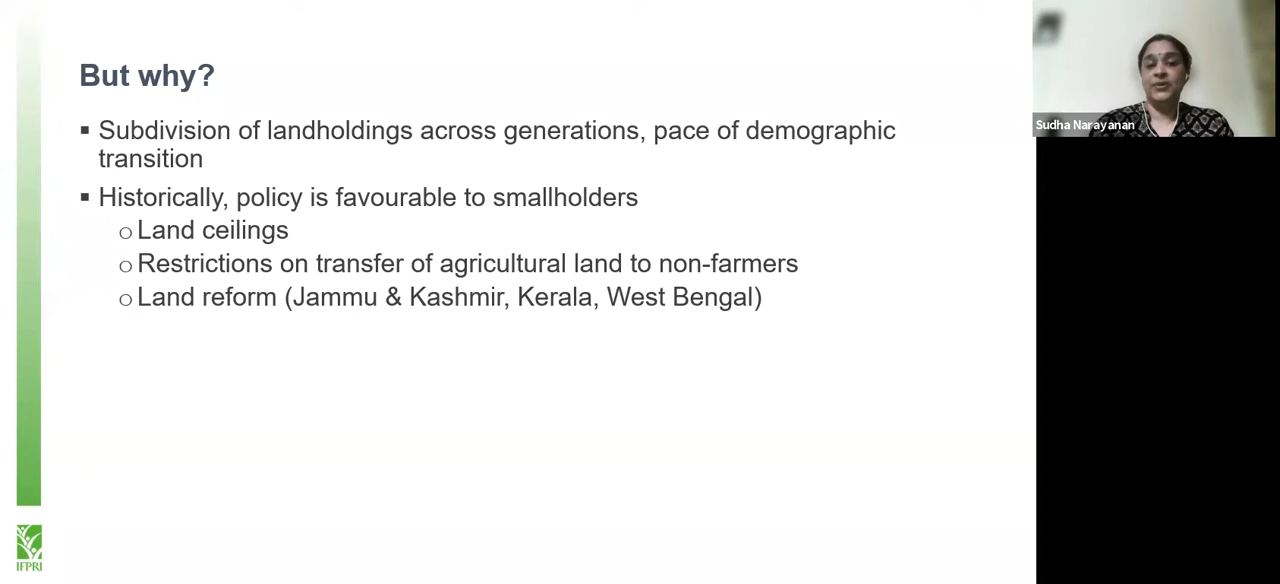 But why?
▪ Subdivision of landholdings across generations, pace of demographic
transition
▪ Historically, policy is favourable to smallholders
o Land ceilings
o Restrictions on transfer of agricultural land to non-farmers
o Land reform (Jammu & Kashmir, Kerala, West Bengal)
IFPRI
Sudha Narayanan